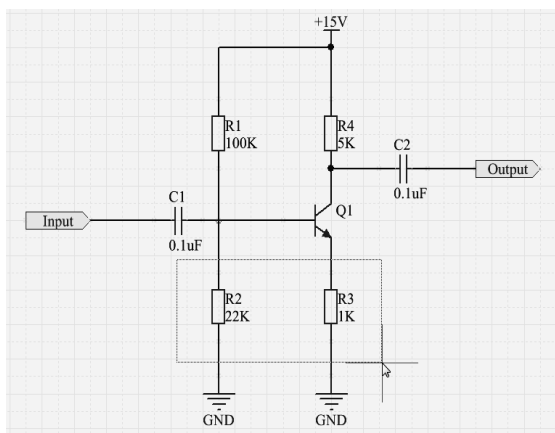 +15V
R1
100K
R4
5K
C2
0.1uF
Output
C1
0.1uF
Input
Q1
R2
22K
R3
1K
GND
GND